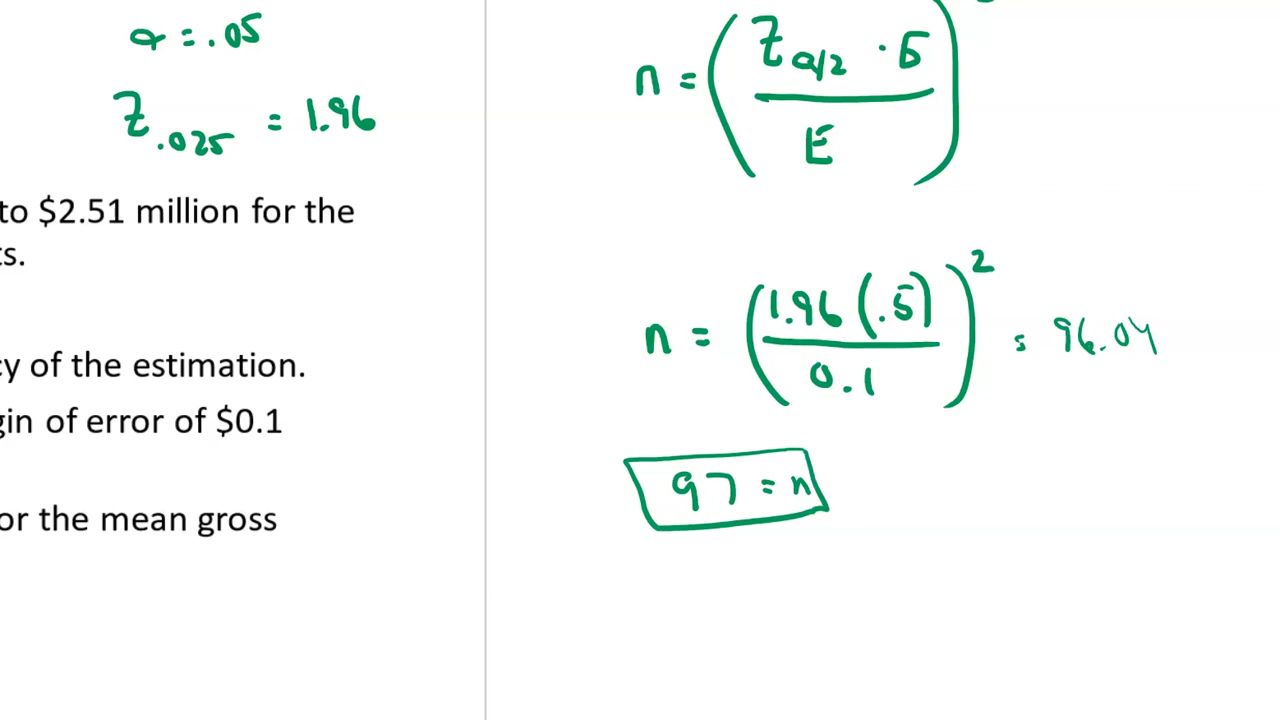 α = .05
Z.025 = 1.96
to $2.51 million for the
ts.
cy of the estimation.
gin of error of $0.1
or the mean gross
n = (Zα/2 · σ / E)
n = (1.96 (.5) / 0.1)² = 96.04
97 = n